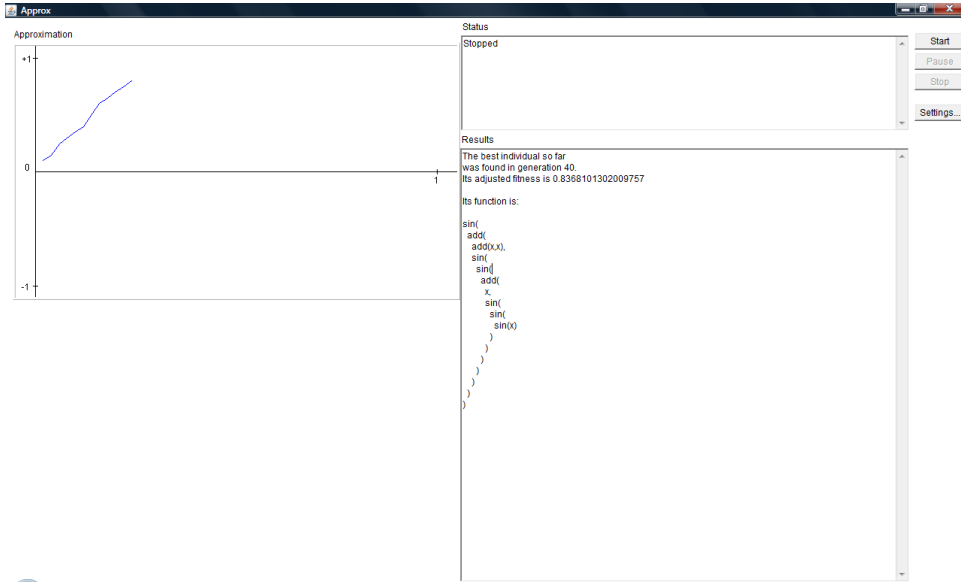 Approx
Approximation
+1
0
1
-1
Status
Stopped
Start
Pause
Stop
Settings...
Results
The best individual so far
was found in generation 40.
Its adjusted fitness is 0.8368101302009757
Its function is:
sin(
add(
add(x,x),
sin(
sin(
add(
x,
sin(
sin(
sin(x)
)
)
)
)
)
)
)